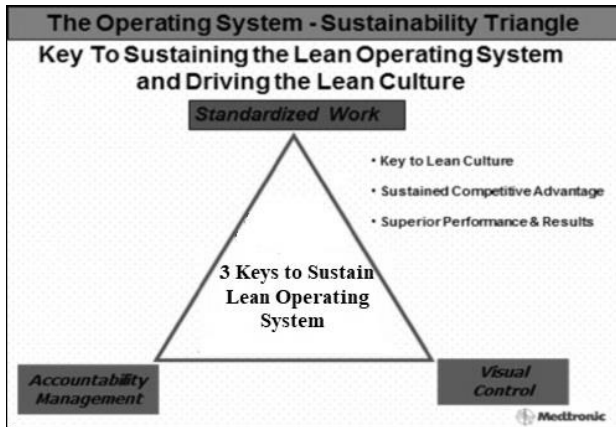 The Operating System - Sustainability Triangle
Key To Sustaining the Lean Operating System
and Driving the Lean Culture
Standardized Work
• Key to Lean Culture
• Sustained Competitive Advantage
• Superior Performance & Results
3 Keys to Sustain
Lean Operating
System
Accountability
Management
Visual
Control
Medtronic